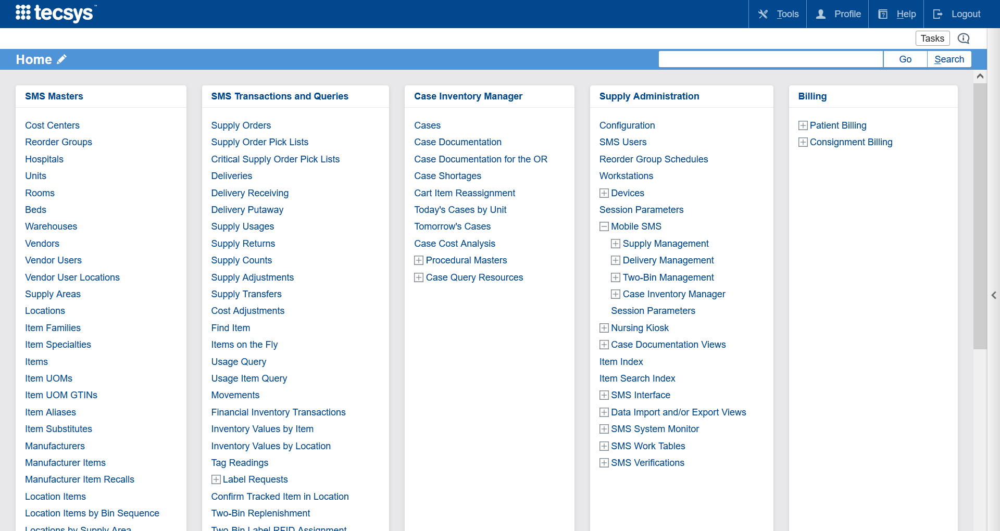 tecsys™
Tools
Profile
Help
Logout
Tasks
Home
Go
Search
SMS Masters
Cost Centers
Reorder Groups
Hospitals
Units
Rooms
Beds
Warehouses
Vendors
Vendor Users
Vendor User Locations
Supply Areas
Locations
Item Families
Item Specialties
Items
Item UOMs
Item UOM GTINs
Item Aliases
Item Substitutes
Manufacturers
Manufacturer Items
Manufacturer Item Recalls
Location Items
Location Items by Bin Sequence
Locations by Supply Area
SMS Transactions and Queries
Supply Orders
Supply Order Pick Lists
Critical Supply Order Pick Lists
Deliveries
Delivery Receiving
Delivery Putaway
Supply Usages
Supply Returns
Supply Counts
Supply Adjustments
Supply Transfers
Cost Adjustments
Find Item
Items on the Fly
Usage Query
Usage Item Query
Movements
Financial Inventory Transactions
Inventory Values by Item
Inventory Values by Location
Tag Readings
Label Requests
Confirm Tracked Item in Location
Two-Bin Replenishment
Two-Bin Label RFID Assignment
Case Inventory Manager
Cases
Case Documentation
Case Documentation for the OR
Case Shortages
Cart Item Reassignment
Today's Cases by Unit
Tomorrow's Cases
Case Cost Analysis
Procedural Masters
Case Query Resources
Supply Administration
Configuration
SMS Users
Reorder Group Schedules
Workstations
Devices
Session Parameters
Mobile SMS
Supply Management
Delivery Management
Two-Bin Management
Case Inventory Manager
Session Parameters
Nursing Kiosk
Case Documentation Views
Item Index
Item Search Index
SMS Interface
Data Import and/or Export Views
SMS System Monitor
SMS Work Tables
SMS Verifications
Billing
Patient Billing
Consignment Billing